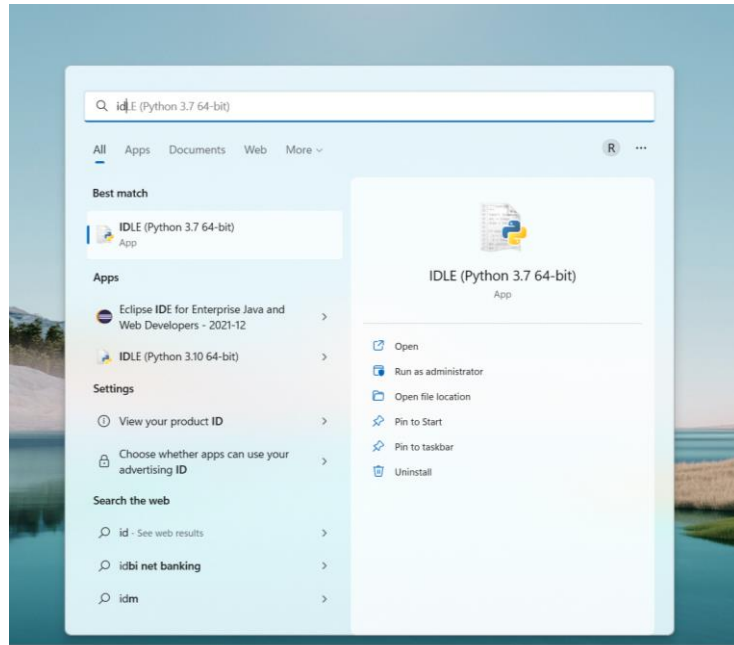 idLE (Python 3.7 64-bit)
All Apps Documents Web More
R ...
Best match
IDLE (Python 3.7 64-bit)
App
Apps
Eclipse IDE for Enterprise Java and
Web Developers - 2021-12
IDLE (Python 3.10 64-bit)
Settings
View your product ID
Choose whether apps can use your
advertising ID
Search the web
id - See web results
idbi net banking
idm
IDLE (Python 3.7 64-bit)
App
Open
Run as administrator
Open file location
Pin to Start
Pin to taskbar
Uninstall